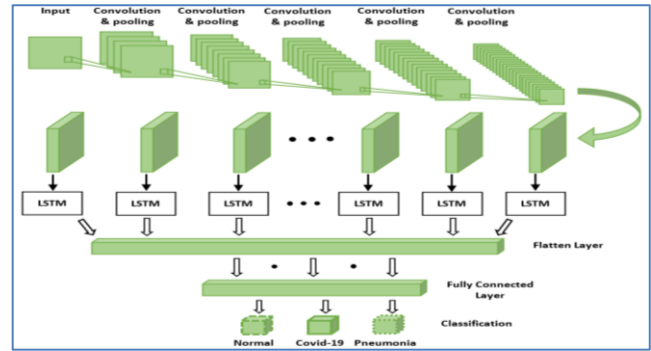 Input
Convolution
& pooling
Convolution
& pooling
Convolution
& pooling
Convolution
& pooling
Convolution
& pooling
LSTM
LSTM
LSTM
LSTM
LSTM
LSTM
Flatten Layer
Fully Connected
Layer
Classification
Normal
Covid-19
Pneumonia